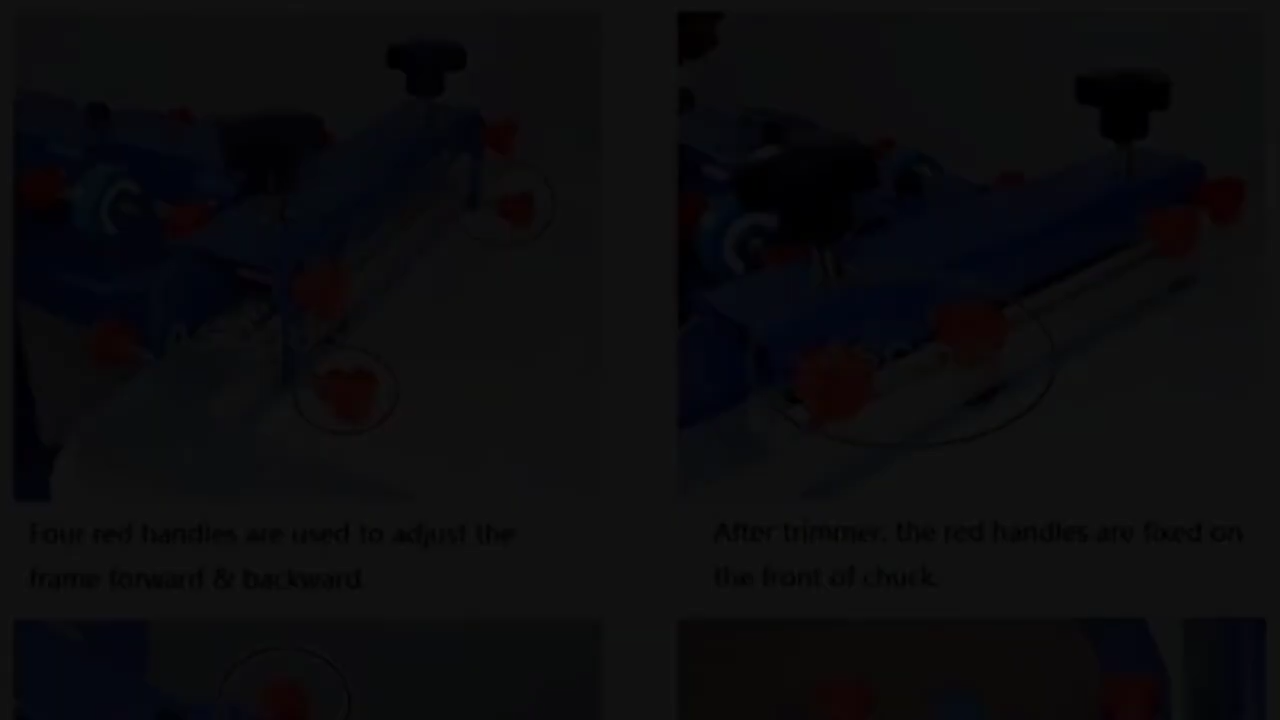 Four red handles are used to adjust the
frame forward & backward
After trimmer, the red handles are fixed on
the front of chuck.